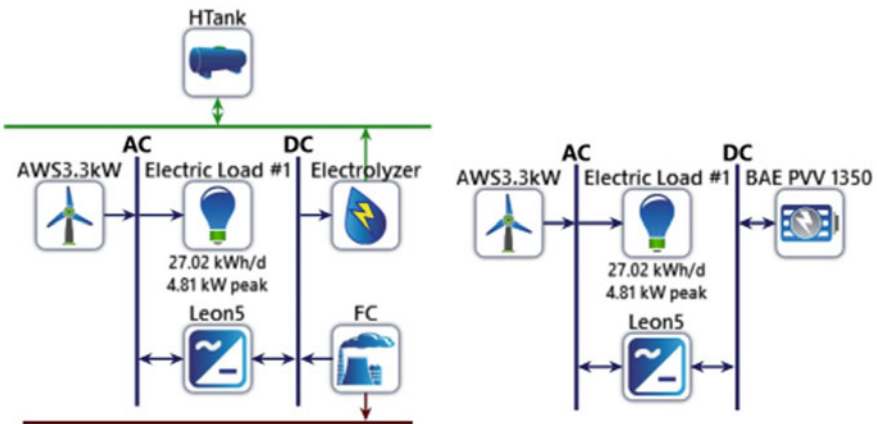 HTank
AC
DC
AWS3.3kW
Electric Load #1
Electrolyzer
27.02 kWh/d
4.81 kW peak
Leon5
FC
AC
DC
AWS3.3kW
Electric Load #1
BAE PVV 1350
27.02 kWh/d
4.81 kW peak
Leon5